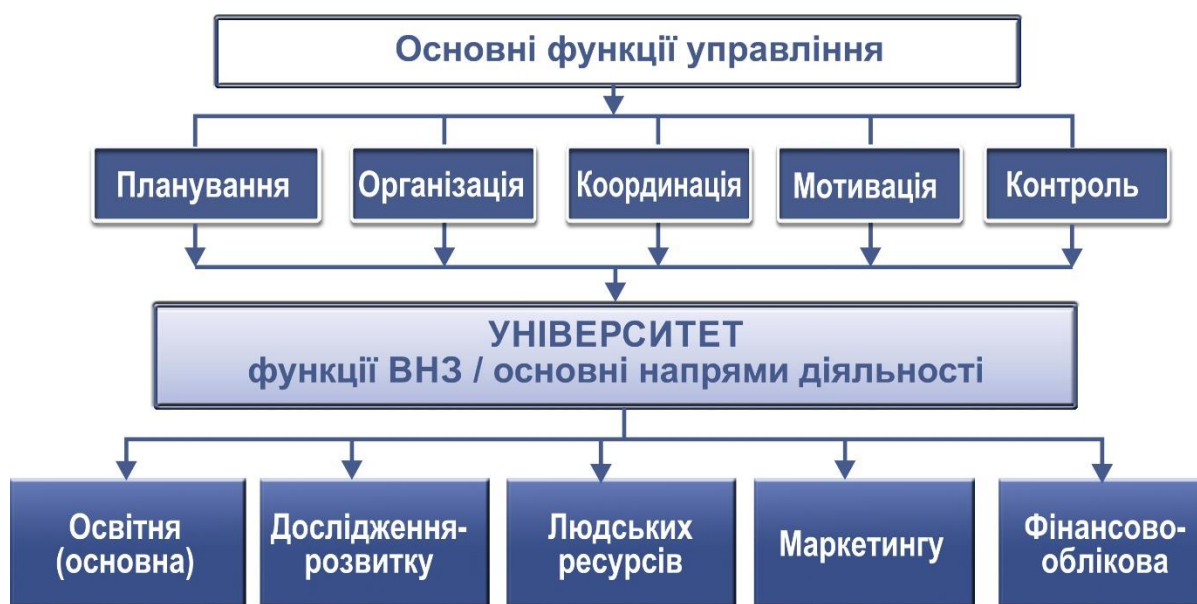 Основні функції управління
Планування
Організація
Координація
Мотивація
Контроль
УНІВЕРСИТЕТ
функції ВНЗ / основні напрями діяльності
Освітня
(основна)
Дослідження-
розвитку
Людських
ресурсів
Маркетингу
Фінансово-
облікова